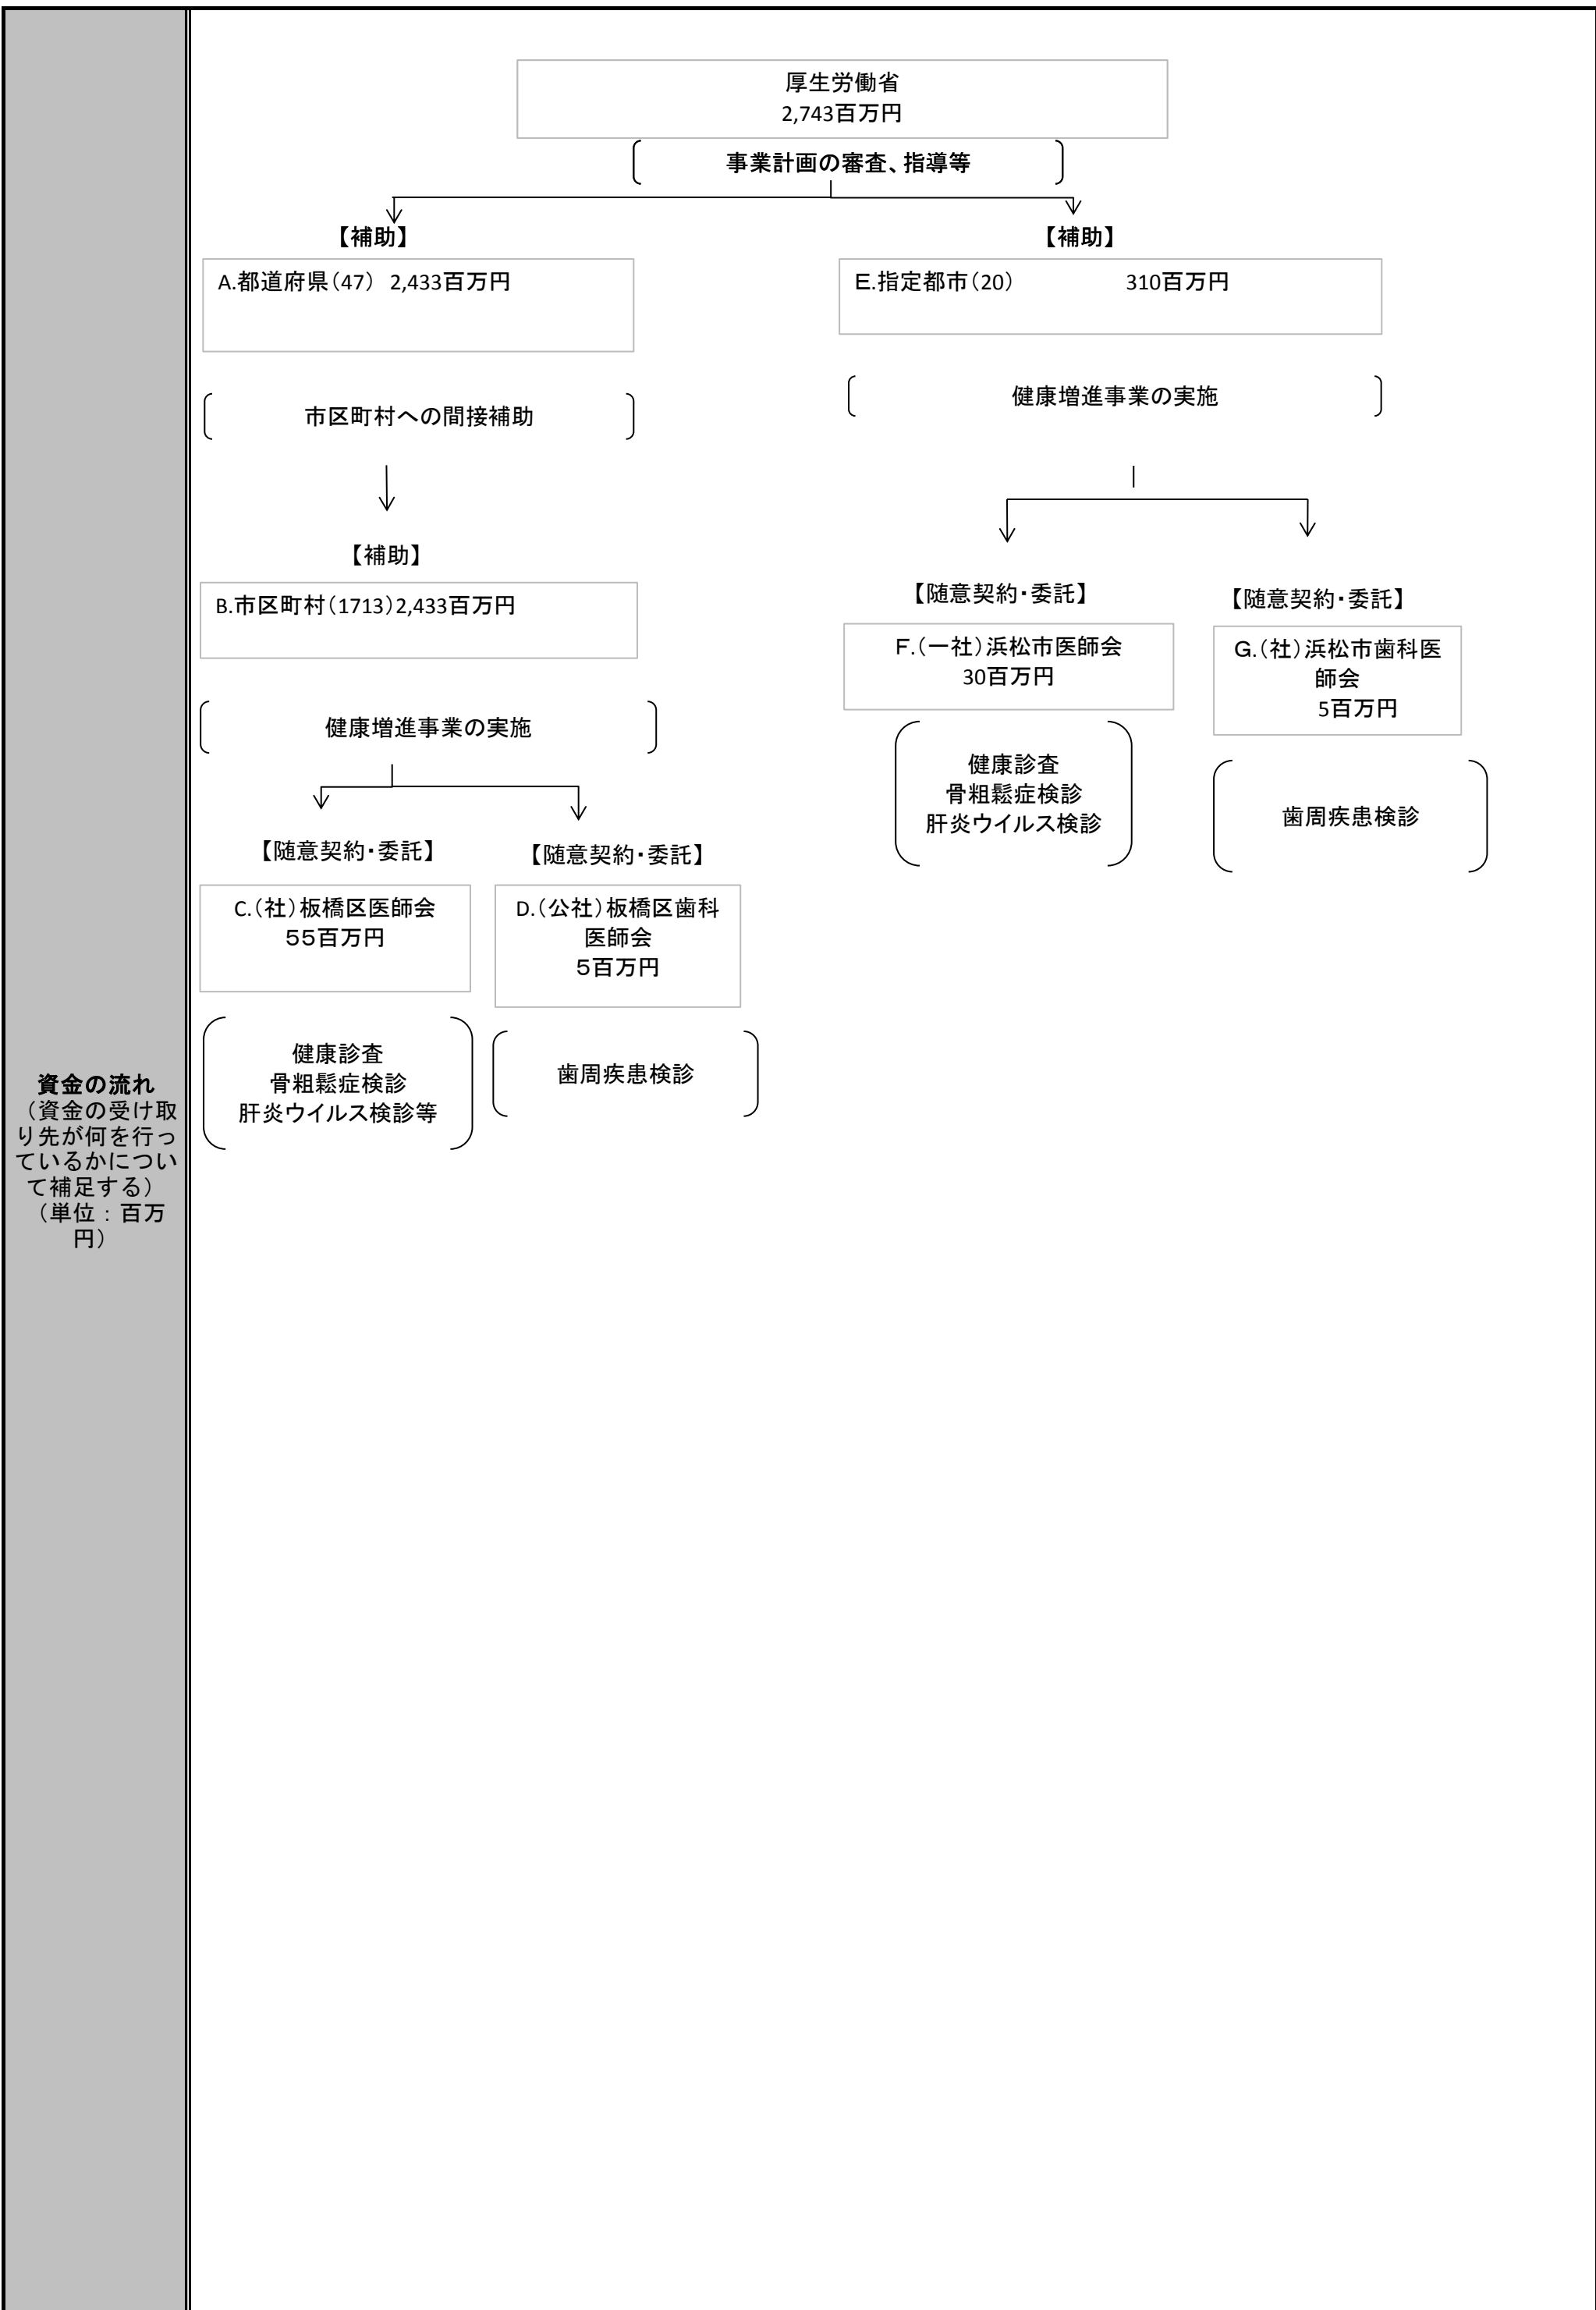 厚生労働省
2,743百万円
事業計画の審査、指導等
【補助】
【補助】
A.都道府県（47） 2,433百万円
E.指定都市（20） 310百万円
市区町村への間接補助
健康増進事業の実施
【補助】
B.市区町村（1713）2,433百万円
【随意契約・委託】
【随意契約・委託】
F.（一社）浜松市医師会
30百万円
G.（社）浜松市歯科医
師会
5百万円
健康増進事業の実施
健康診査
骨粗鬆症検診
肝炎ウイルス検診
歯周疾患検診
【随意契約・委託】
【随意契約・委託】
C.（社）板橋区医師会
55百万円
D.（公社）板橋区歯科
医師会
5百万円
健康診査
骨粗鬆症検診
肝炎ウイルス検診等
歯周疾患検診
資金の流れ
（資金の受け取
り先が何を行っ
ているかについ
て補足する）
（単位：百万
円）